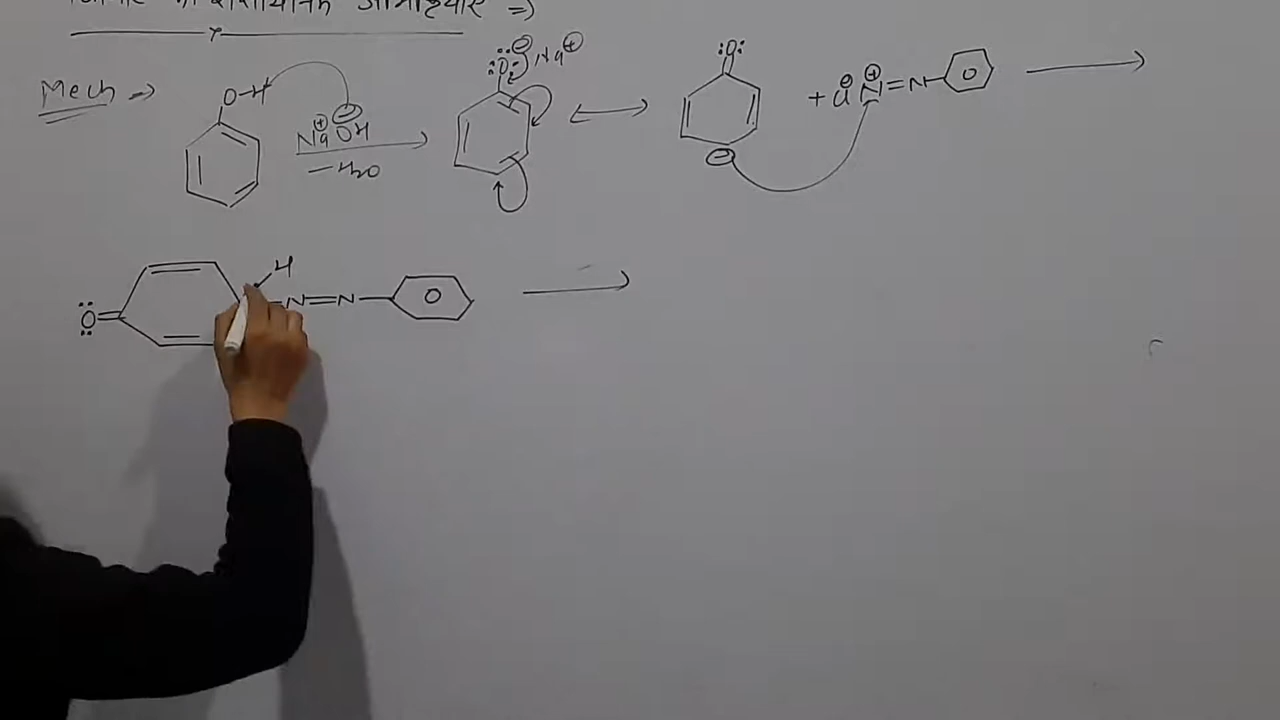 =)
Mech →
O-H
Na⊕ ⊖OH
-H₂O
:Ö: ⊖ Na⊕
:O:
+ Cl⊖ N⊕=N-
O
H
:O:=
N=N-
O